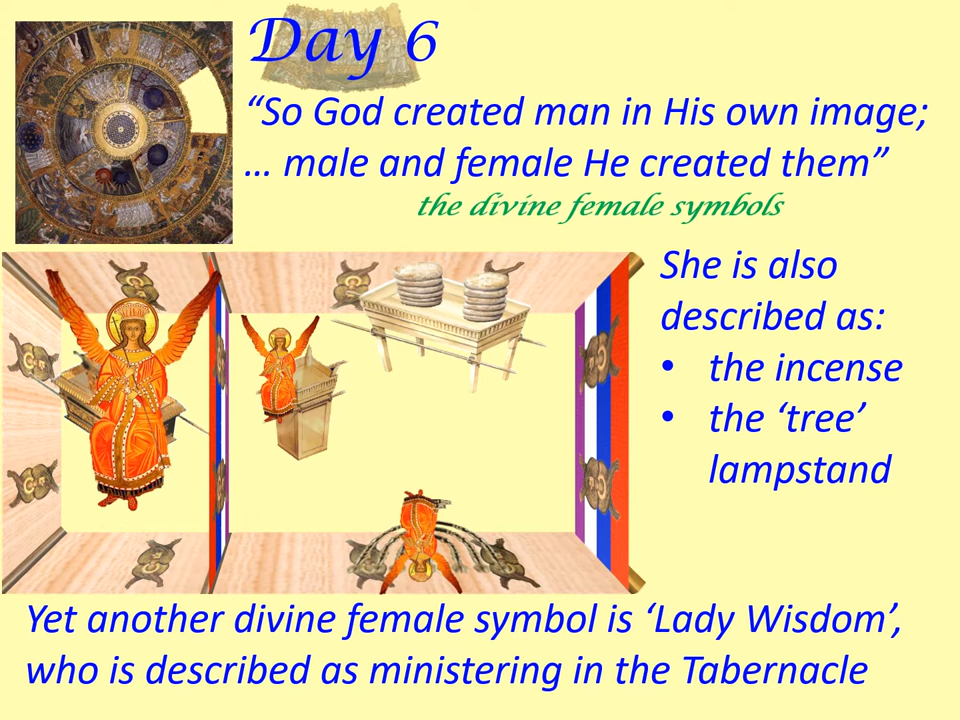 Day 6
“So God created man in His own image;
… male and female He created them”
the divine female symbols
She is also
described as:
• the incense
• the ‘tree’
lampstand
Yet another divine female symbol is ‘Lady Wisdom’,
who is described as ministering in the Tabernacle